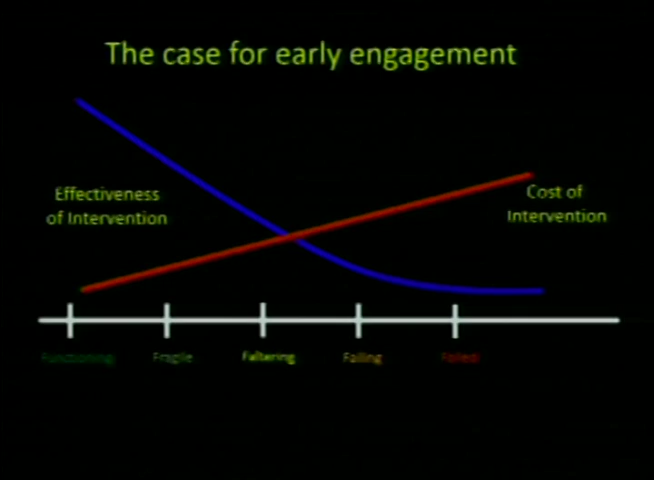 The case for early engagement
Effectiveness
of Intervention
Cost of
Intervention
Functioning Fragile Faltering Failing Failed